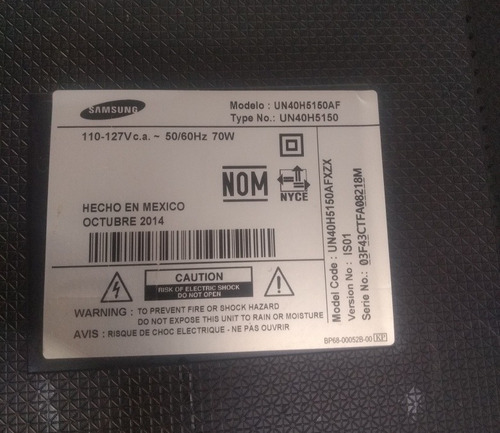 SAMSUNG
Modelo : UN40H5150AF
Type No.: UN40H5150
110-127Vc.a. ~ 50/60Hz 70W
NOM
NYCE
HECHO EN MEXICO
OCTUBRE 2014
CAUTION
RISK OF ELECTRIC SHOCK
DO NOT OPEN
WARNING : TO PREVENT FIRE OR SHOCK HAZARD
DO NOT EXPOSE THIS UNIT TO RAIN OR MOISTURE
AVIS : RISQUE DE CHOC ELECTRIQUE - NE PAS OUVRIR
Model Code : UN40H5150AFXZX
Version No : IS01
Serie No.: 03F43CTFA08218M
BP68-00052B-00 KP